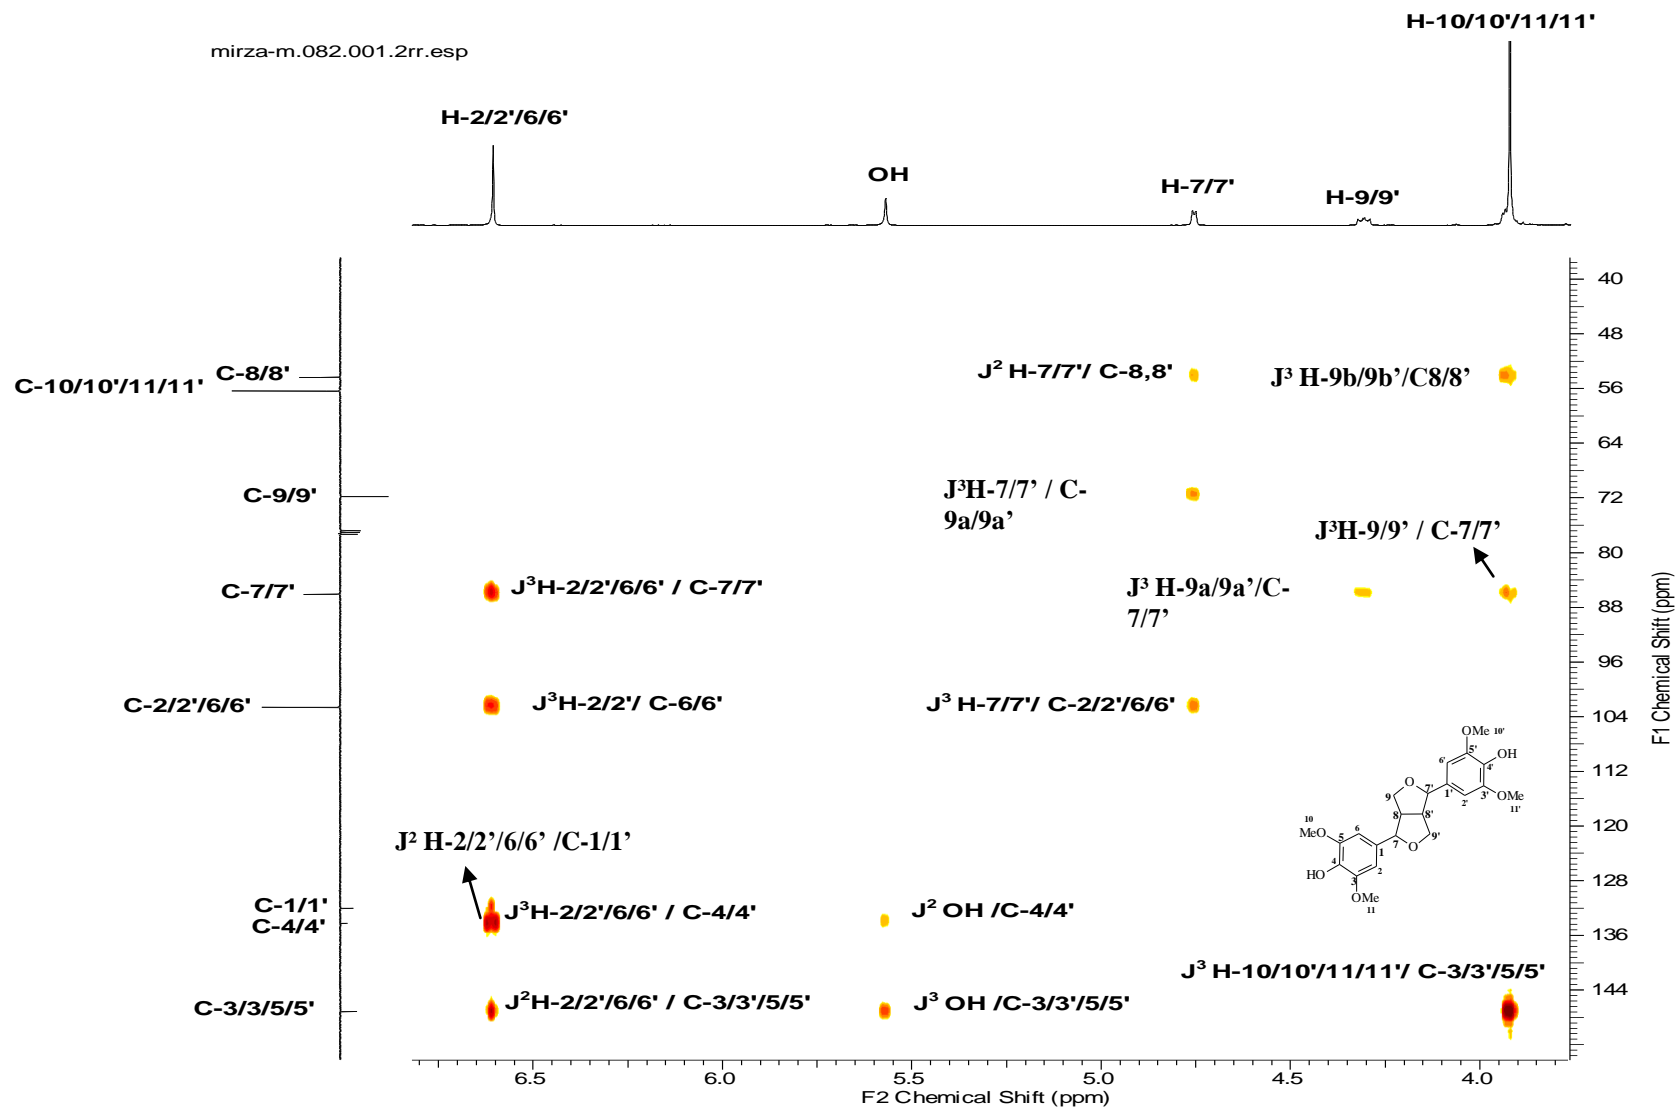 H-10/10'/11/11'
mirza-m.082.001.2rr.esp
H-2/2'/6/6'
OH
H-7/7'
H-9/9'
40
48
56
64
72
80
88
96
104
112
120
128
136
144
F1 Chemical Shift (ppm)
C-8/8'
C-10/10'/11/11'
J² H-7/7'/ C-8,8'
J³ H-9b/9b’/C8/8’
C-9/9'
J³H-7/7’ / C-
9a/9a’
J³H-9/9’ / C-7/7’
C-7/7'
J³H-2/2'/6/6' / C-7/7'
J³ H-9a/9a’/C-
7/7’
C-2/2'/6/6'
J³H-2/2'/ C-6/6'
J³ H-7/7'/ C-2/2'/6/6'
OMe 10'
5'
OH
6'
4'
O
7'
1'
3'
OMe
9
2'
11'
8
8'
10
6
9'
MeO
5
7
O
1
4
2
HO
3
OMe
11
J² H-2/2’/6/6’ /C-1/1’
C-1/1'
C-4/4'
J³H-2/2'/6/6' / C-4/4'
J² OH /C-4/4'
J³ H-10/10'/11/11'/ C-3/3'/5/5'
C-3/3/5/5'
J²H-2/2'/6/6' / C-3/3'/5/5'
J³ OH /C-3/3'/5/5'
6.5
6.0
5.5
5.0
4.5
4.0
F2 Chemical Shift (ppm)